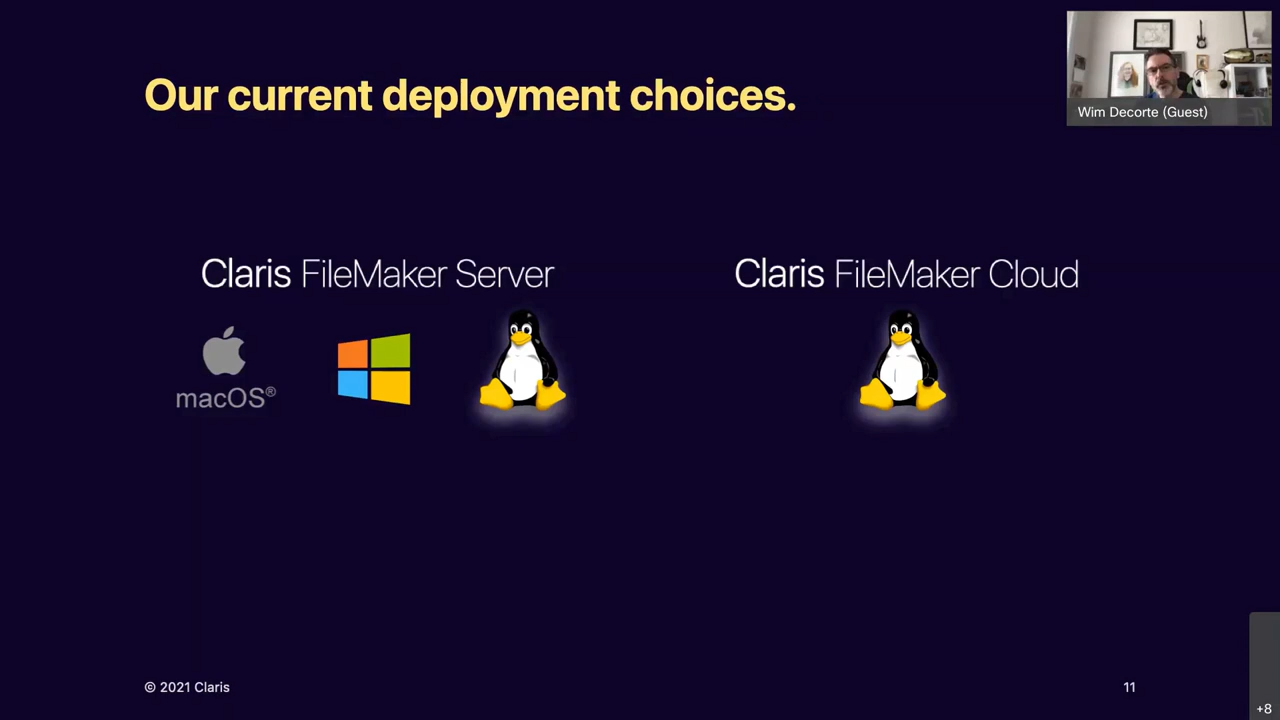 Our current deployment choices.
Wim Decorte (Guest)
Claris FileMaker Server
Claris FileMaker Cloud
macOS®
© 2021 Claris
11
+8